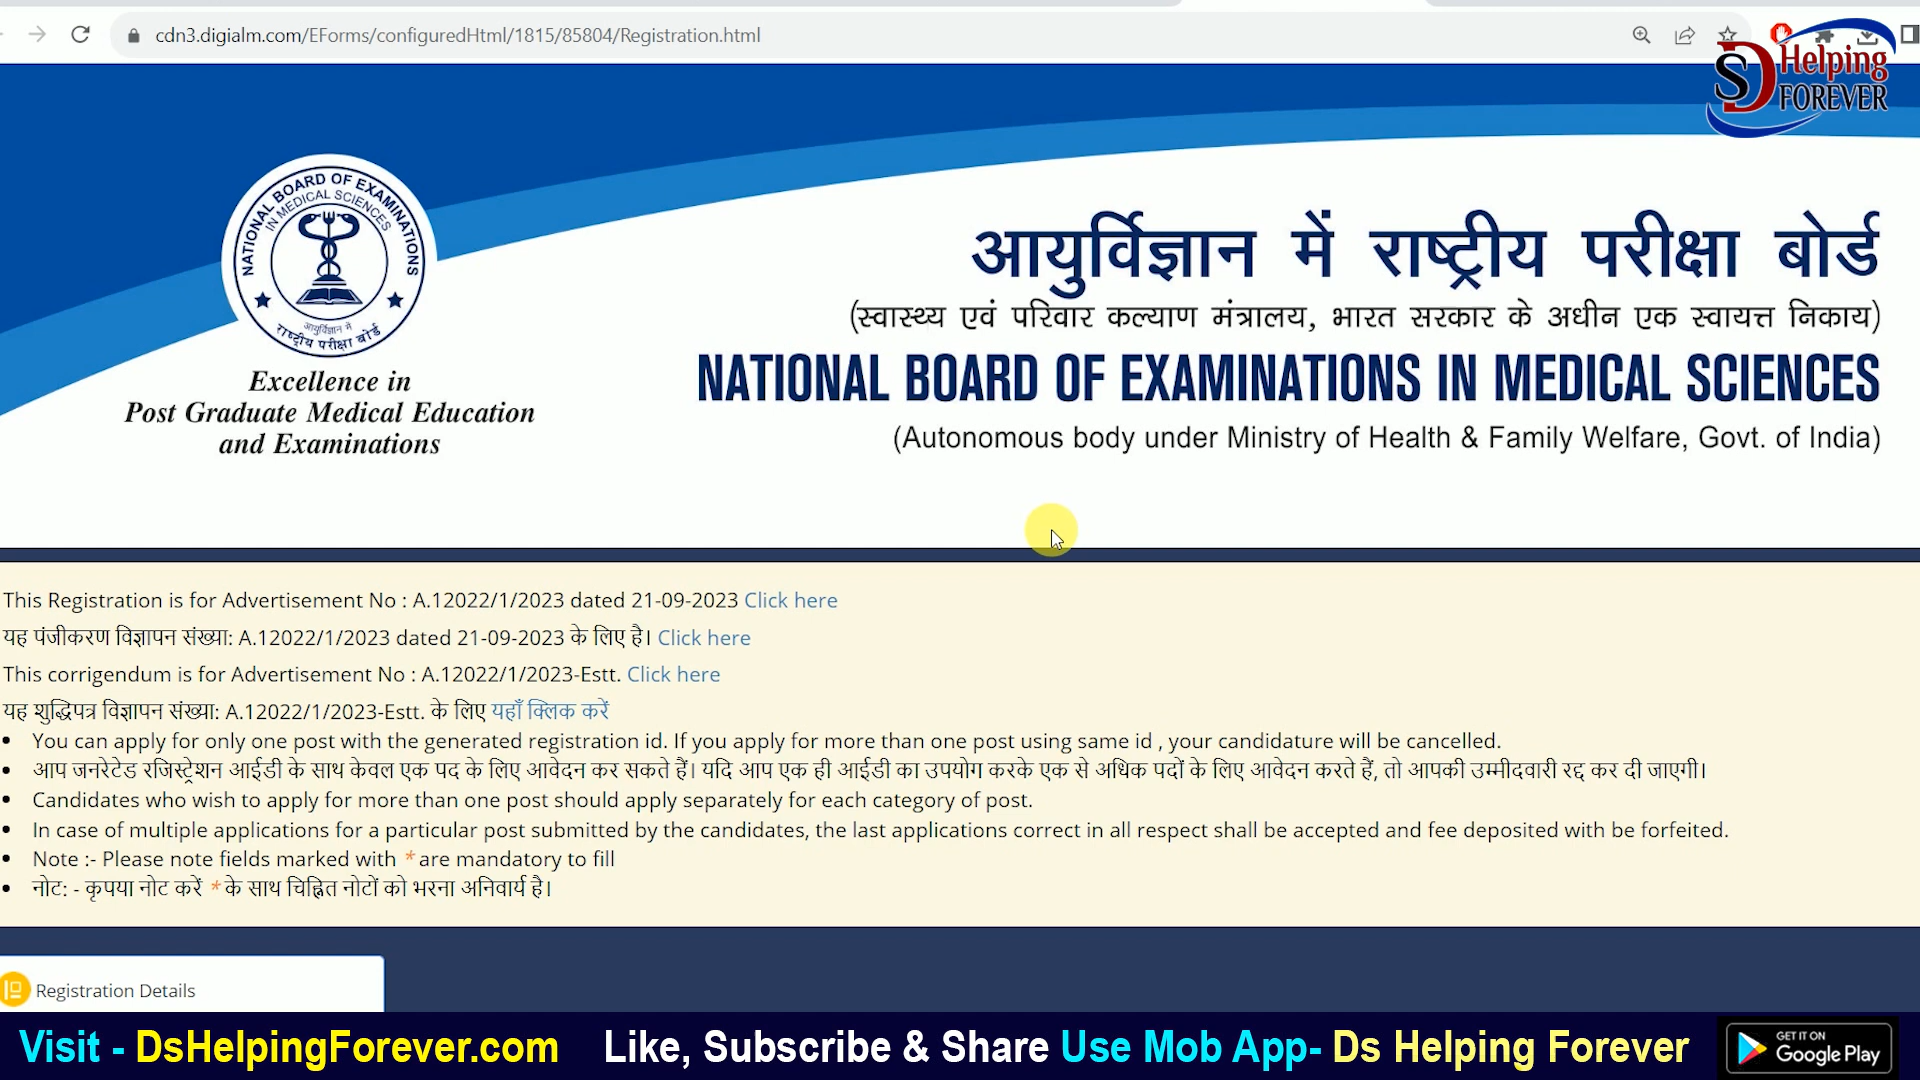 cdn3.digialm.com/EForms/configuredHtml/1815/85804/Registration.html
SD Helping
FOREVER
NATIONAL BOARD OF EXAMINATIONS
IN MEDICAL SCIENCES
आयुर्विज्ञान में
राष्ट्रीय परीक्षा बोर्ड
Excellence in
Post Graduate Medical Education
and Examinations
आयुर्विज्ञान में राष्ट्रीय परीक्षा बोर्ड
(स्वास्थ्य एवं परिवार कल्याण मंत्रालय, भारत सरकार के अधीन एक स्वायत्त निकाय)
NATIONAL BOARD OF EXAMINATIONS IN MEDICAL SCIENCES
(Autonomous body under Ministry of Health & Family Welfare, Govt. of India)
This Registration is for Advertisement No : A.12022/1/2023 dated 21-09-2023 Click here
यह पंजीकरण विज्ञापन संख्या: A.12022/1/2023 dated 21-09-2023 के लिए है। Click here
This corrigendum is for Advertisement No : A.12022/1/2023-Estt. Click here
यह शुद्धिपत्र विज्ञापन संख्या: A.12022/1/2023-Estt. के लिए यहाँ क्लिक करें
• You can apply for only one post with the generated registration id. If you apply for more than one post using same id , your candidature will be cancelled.
• आप जनरेटेड रजिस्ट्रेशन आईडी के साथ केवल एक पद के लिए आवेदन कर सकते हैं। यदि आप एक ही आईडी का उपयोग करके एक से अधिक पदों के लिए आवेदन करते हैं, तो आपकी उम्मीदवारी रद्द कर दी जाएगी।
• Candidates who wish to apply for more than one post should apply separately for each category of post.
• In case of multiple applications for a particular post submitted by the candidates, the last applications correct in all respect shall be accepted and fee deposited with be forfeited.
• Note :- Please note fields marked with * are mandatory to fill
• नोट: - कृपया नोट करें * के साथ चिह्नित नोटों को भरना अनिवार्य है।
Registration Details
Visit - DsHelpingForever.com Like, Subscribe & Share Use Mob App- Ds Helping Forever
GET IT ON
Google Play